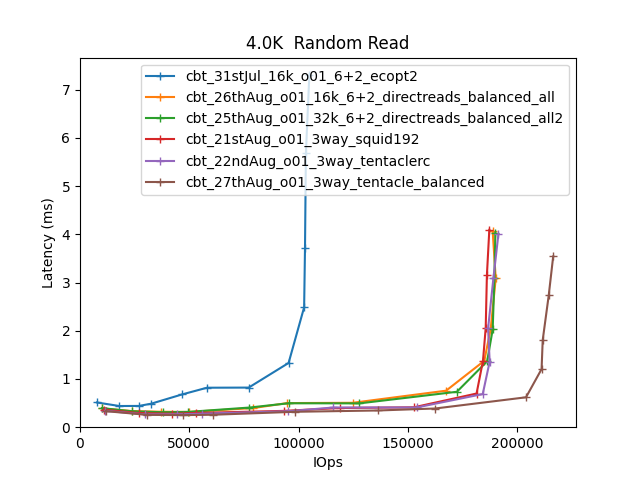 4.0K  Random Read
7
6
5
4
3
2
1
0
Latency (ms)
cbt_31stJul_16k_o01_6+2_ecopt2
cbt_26thAug_o01_16k_6+2_directreads_balanced_all
cbt_25thAug_o01_32k_6+2_directreads_balanced_all2
cbt_21stAug_o01_3way_squid192
cbt_22ndAug_o01_3way_tentaclerc
cbt_27thAug_o01_3way_tentacle_balanced
0 50000 100000 150000 200000
IOps